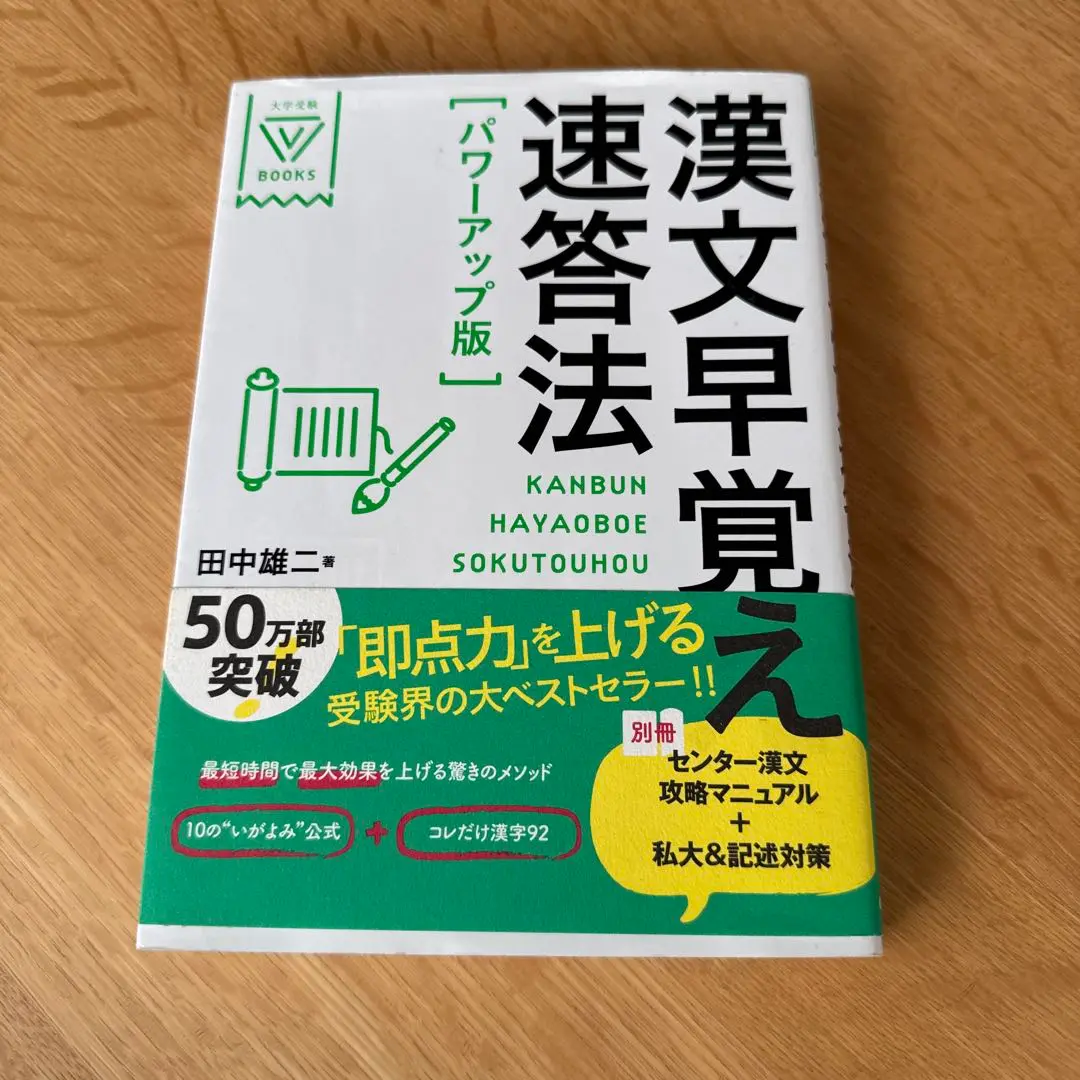 漢文早覚え
速答法
[パワーアップ版]
大学受験
V
BOOKS
KANBUN
HAYAOBOE
SOKUTOUHOU
田中雄二 著
50万部
突破
「即点力」を上げる
受験界の大ベストセラー!!
最短時間で最大効果を上げる驚きのメソッド
10の“いがよみ”公式
+
コレだけ漢字92
別冊
センター漢文
攻略マニュアル
+
私大&記述対策